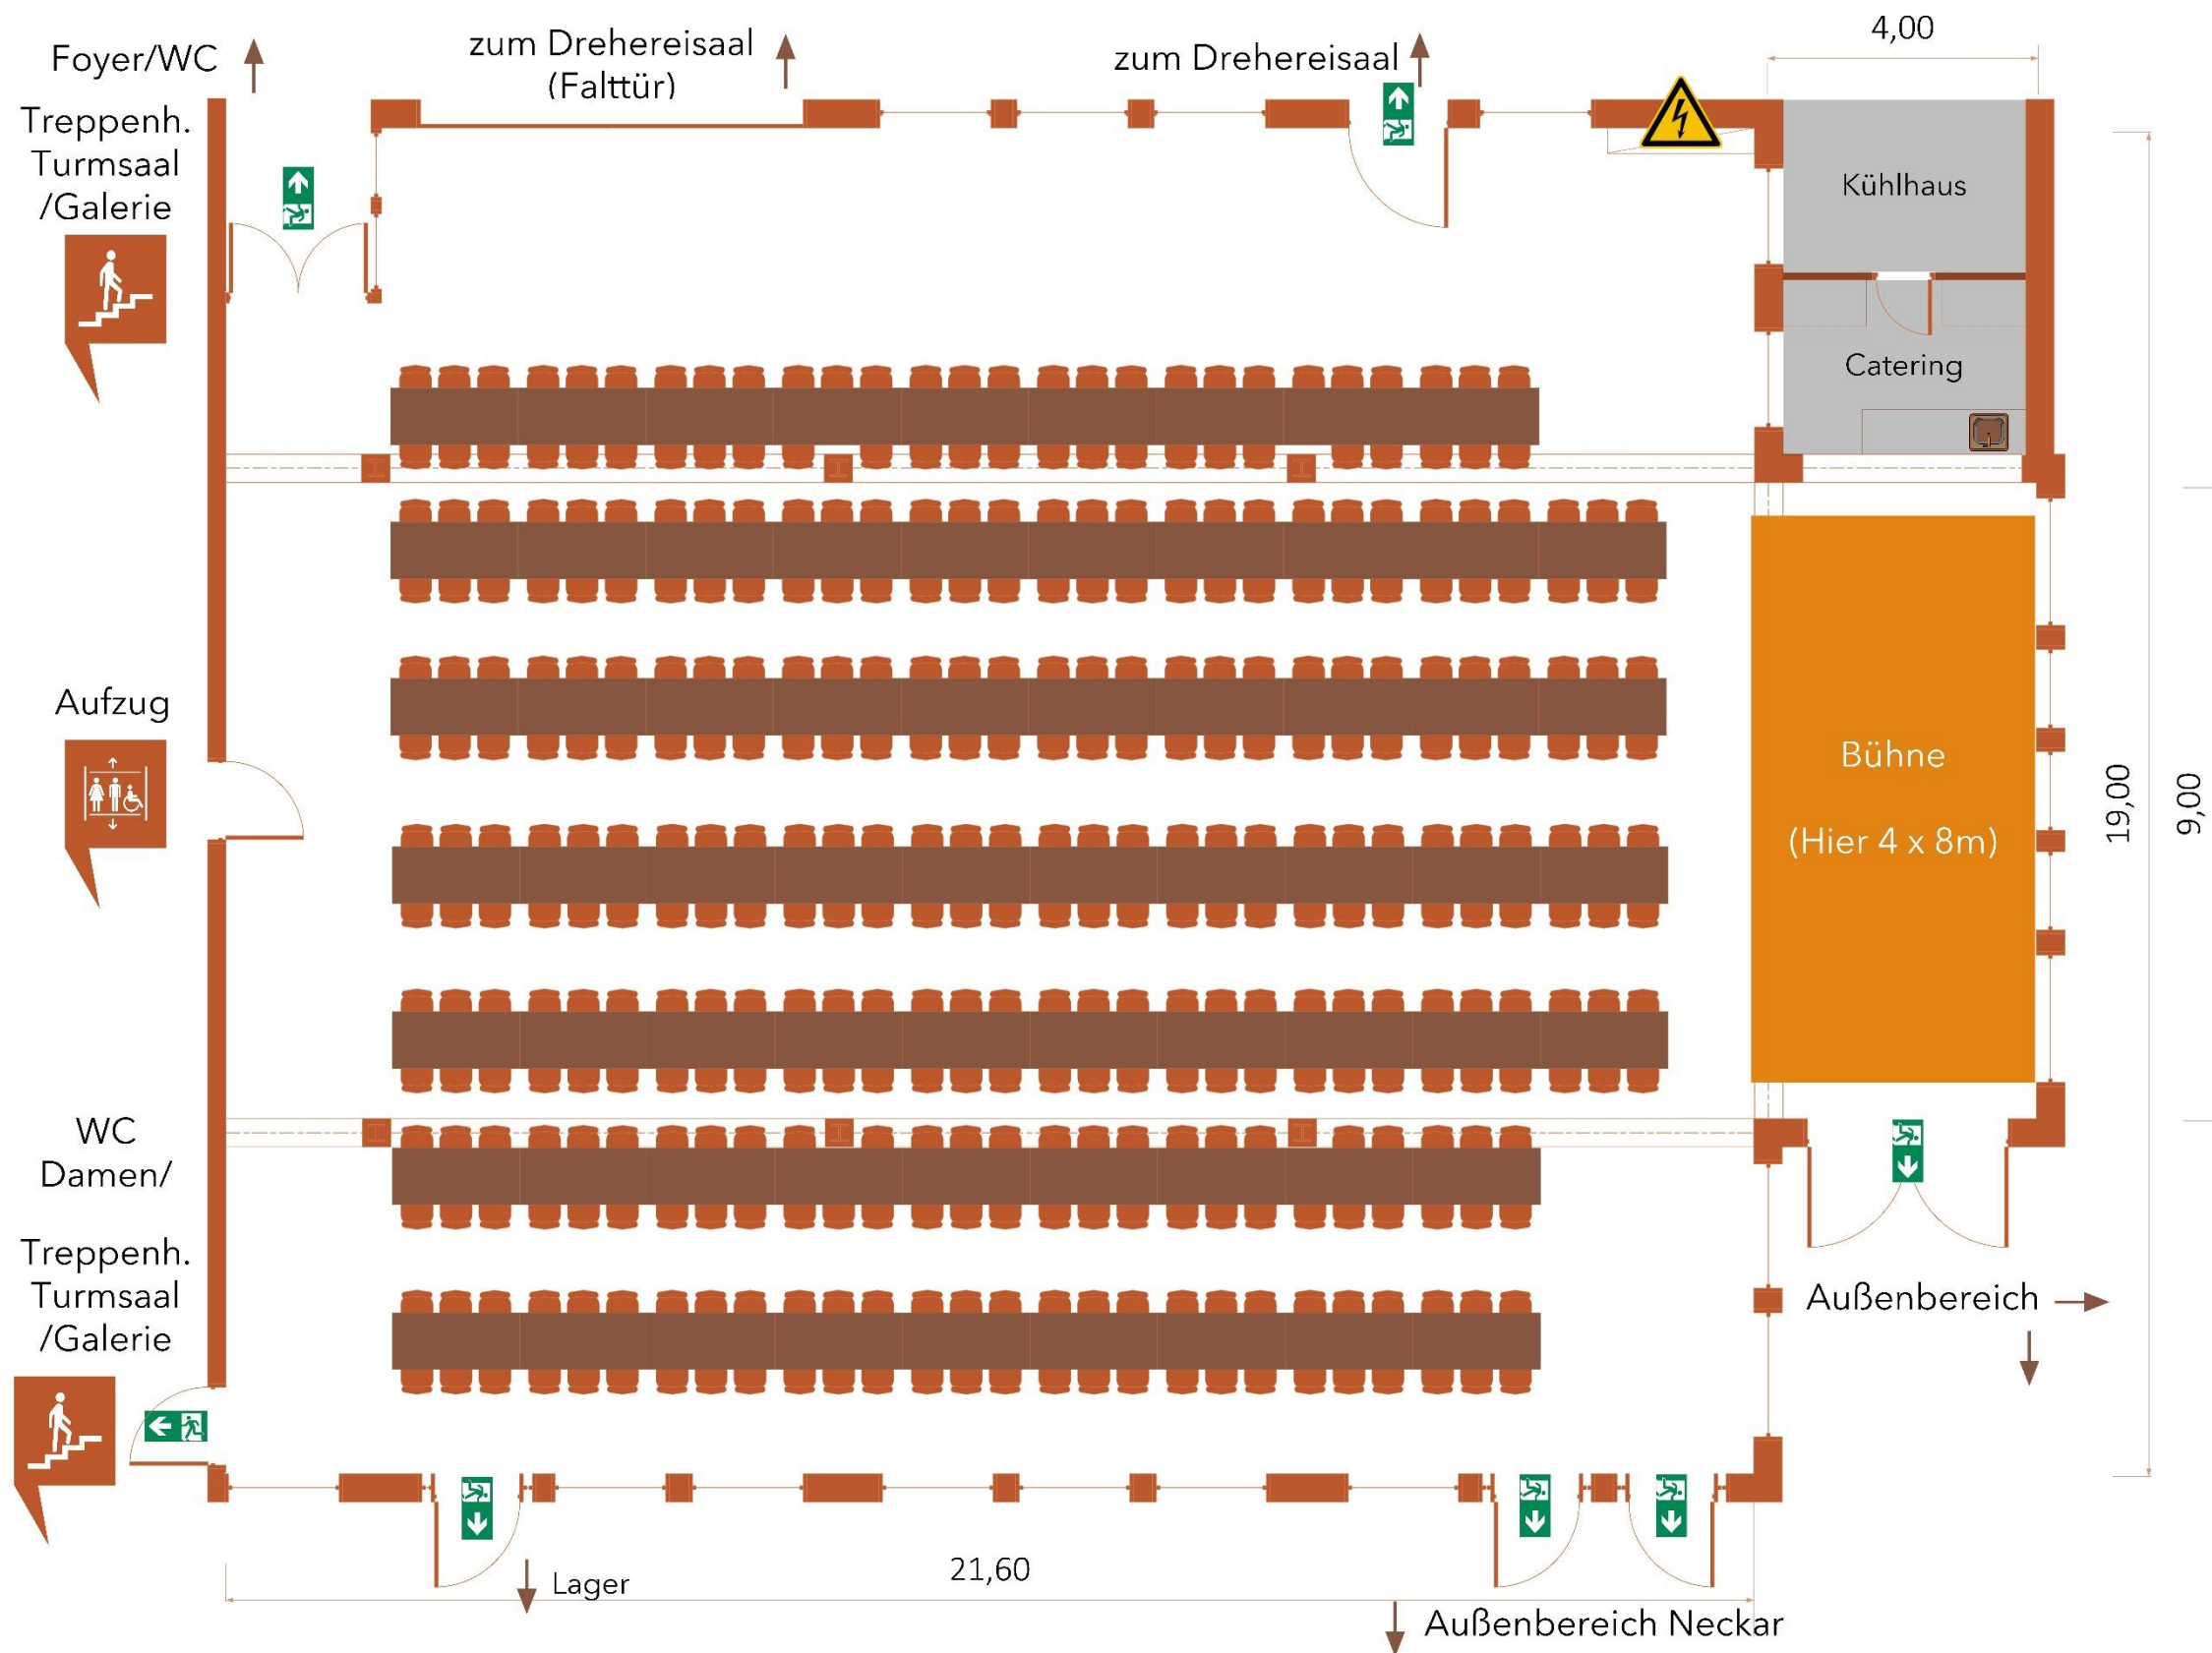 Foyer/WC
zum Drehereisaal
(Falttür)
zum Drehereisaal
4,00
Treppenh.
Turmsaal
/Galerie
Kühlhaus
Catering
Aufzug
Bühne
(Hier 4 x 8m)
19,00
9,00
WC
Damen/
Treppenh.
Turmsaal
/Galerie
Außenbereich
21,60
Lager
Außenbereich Neckar